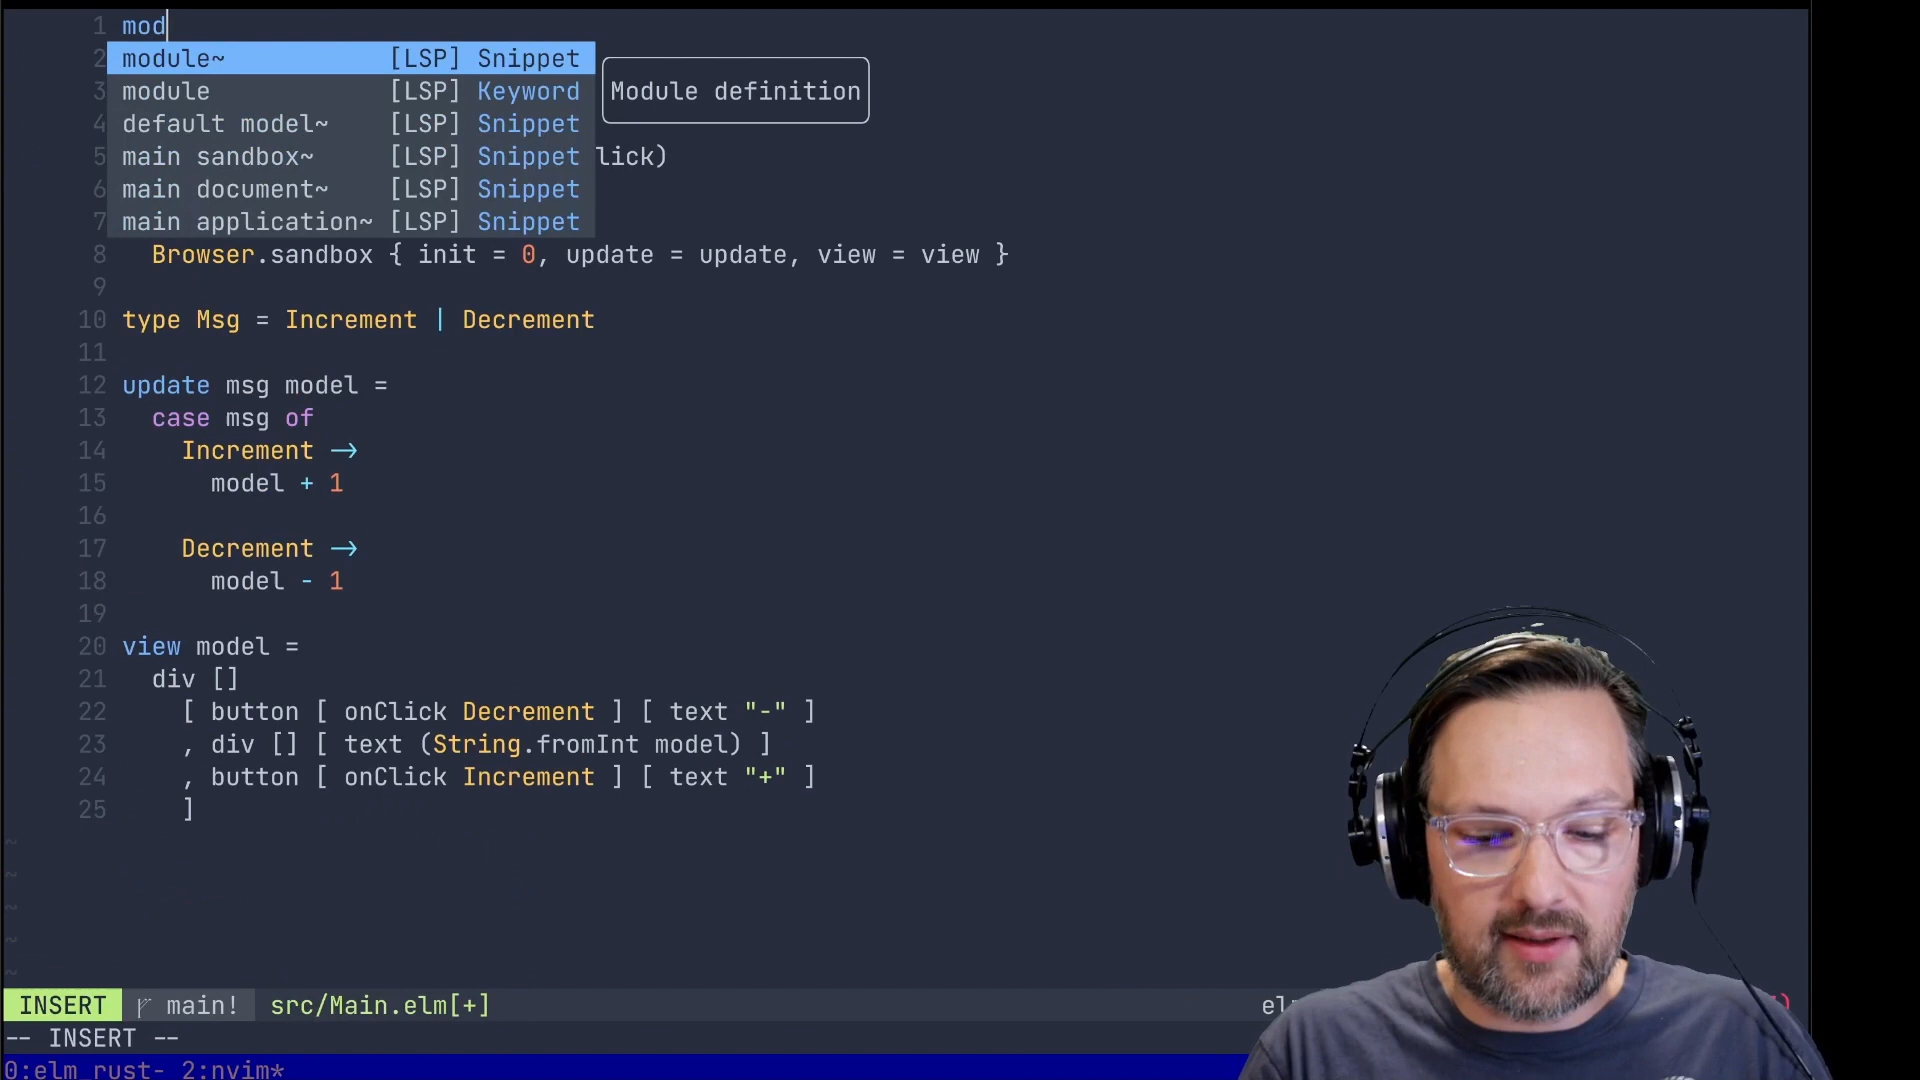 1 mod
2 module~ [LSP] Snippet
3 module [LSP] Keyword Module definition
4 default model~ [LSP] Snippet
5 main sandbox~ [LSP] Snippet lick)
6 main document~ [LSP] Snippet
7 main application~ [LSP] Snippet
8 Browser.sandbox { init = 0, update = update, view = view }
9
10 type Msg = Increment | Decrement
11
12 update msg model =
13 case msg of
14 Increment ->
15 model + 1
16
17 Decrement ->
18 model - 1
19
20 view model =
21 div []
22 [ button [ onClick Decrement ] [ text "-" ]
23 , div [] [ text (String.fromInt model) ]
24 , button [ onClick Increment ] [ text "+" ]
25 ]
~
~
~
~
~
INSERT main! src/Main.elm[+] el
-- INSERT --
0:elm_rust- 2:nvim*